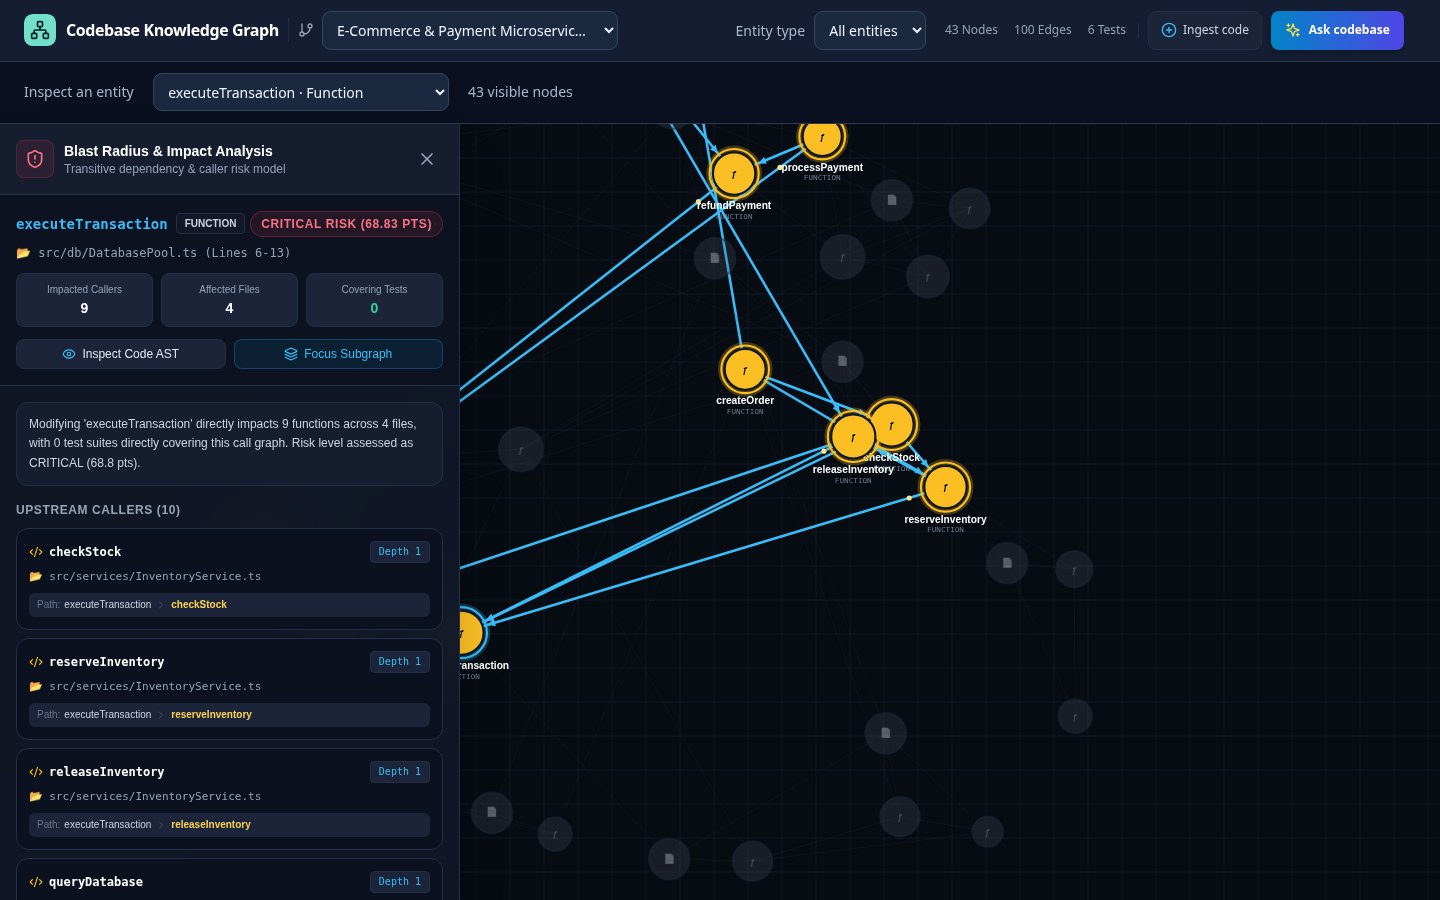 Codebase Knowledge Graph
E-Commerce & Payment Microservic...
Entity type
All entities
43 Nodes
100 Edges
6 Tests
Ingest code
Ask codebase
Inspect an entity
executeTransaction · Function
43 visible nodes
Blast Radius & Impact Analysis
Transitive dependency & caller risk model
executeTransaction
FUNCTION
CRITICAL RISK (68.83 PTS)
src/db/DatabasePool.ts (Lines 6-13)
Impacted Callers
9
Affected Files
4
Covering Tests
0
Inspect Code AST
Focus Subgraph
Modifying 'executeTransaction' directly impacts 9 functions across 4 files,
with 0 test suites directly covering this call graph. Risk level assessed as
CRITICAL (68.8 pts).
UPSTREAM CALLERS (10)
checkStock
Depth 1
src/services/InventoryService.ts
Path: executeTransaction > checkStock
reserveInventory
Depth 1
src/services/InventoryService.ts
Path: executeTransaction > reserveInventory
releaseInventory
Depth 1
src/services/InventoryService.ts
Path: executeTransaction > releaseInventory
queryDatabase
Depth 1
processPayment
FUNCTION
refundPayment
FUNCTION
createOrder
FUNCTION
checkStock
releaseInventory
FUNCTION
reserveInventory
FUNCTION
ransaction
CTION